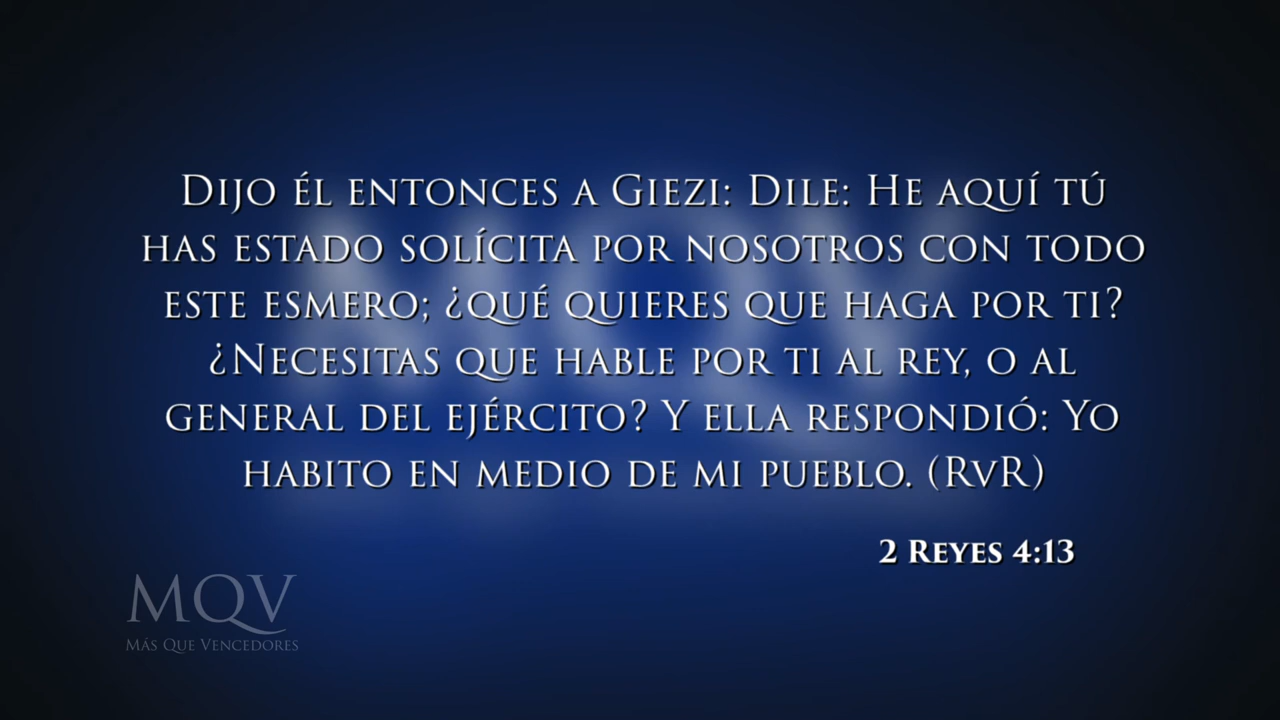 Dijo él entonces a Giezi: Dile: He aquí tú
has estado solícita por nosotros con todo
este esmero; ¿qué quieres que haga por ti?
¿Necesitas que hable por ti al rey, o al
general del ejército? Y ella respondió: Yo
habito en medio de mi pueblo. (RvR)
2 Reyes 4:13
MQV
Más Que Vencedores